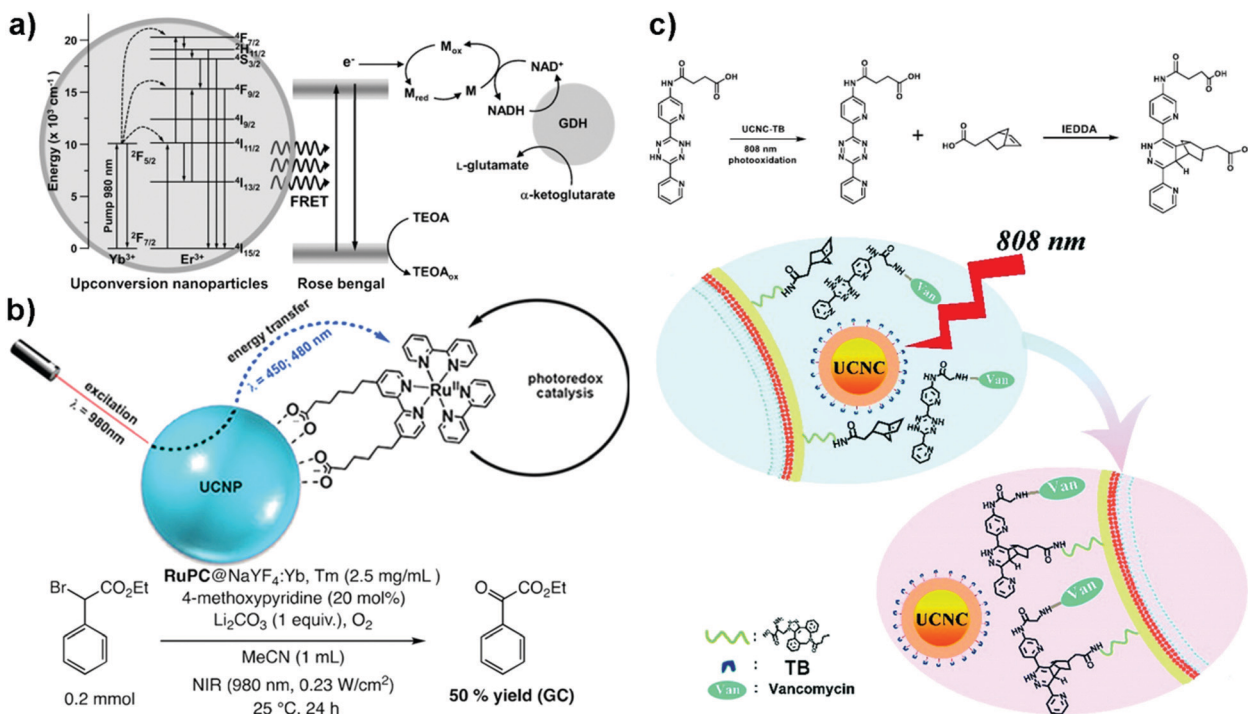 a)
Energy (x 10³ cm⁻¹)
20
15
10
5
0
Pump 980 nm
²F₅/₂
²F₇/₂
Yb³⁺
Er³⁺
⁴F₇/₂
²H₁₁/₂
⁴S₃/₂
⁴F₉/₂
⁴I₉/₂
⁴I₁₁/₂
⁴I₁₃/₂
⁴I₁₅/₂
Upconversion nanoparticles
FRET
e⁻
Mox
Mred
M
NAD⁺
NADH
GDH
L-glutamate
α-ketoglutarate
TEOA
TEOAox
Rose bengal
b)
excitation
λ = 980nm
energy transfer
λ = 450; 480 nm
UCNP
Ruᴵᴵ
photoredox
catalysis
RuPC@NaYF₄:Yb, Tm (2.5 mg/mL)
4-methoxypyridine (20 mol%)
Li₂CO₃ (1 equiv.), O₂
MeCN (1 mL)
NIR (980 nm, 0.23 W/cm²)
25 °C, 24 h
Br
CO₂Et
0.2 mmol
O
CO₂Et
50 % yield (GC)
c)
UCNC-TB
808 nm
photooxidation
+
IEDDA
808 nm
Van
UCNC
Van
Van
Van
UCNC
:
: TB
Van : Vancomycin